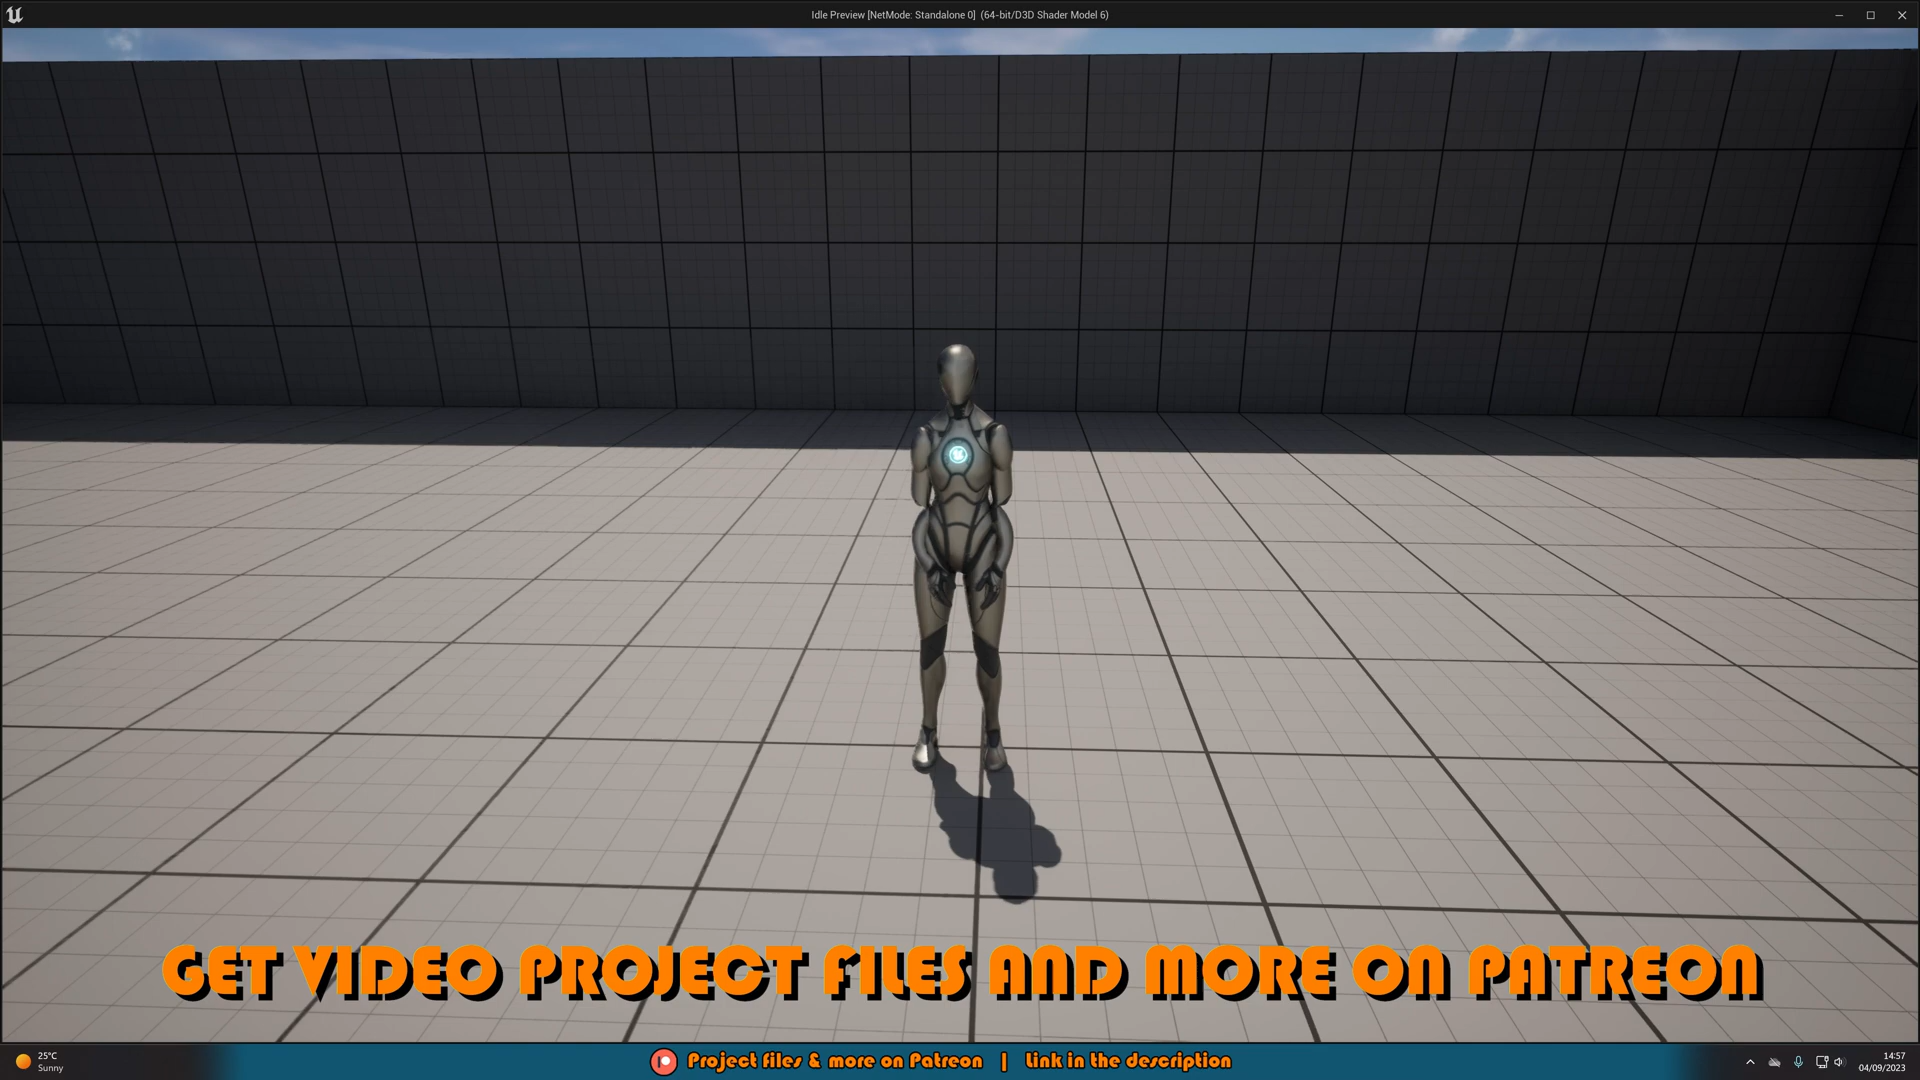 Idle Preview [NetMode: Standalone 0] (64-bit/D3D Shader Model 6)
GET VIDEO PROJECT FILES AND MORE ON PATREON
25°C
Sunny
Project files & more on Patreon | Link in the description
14:57
04/09/2023